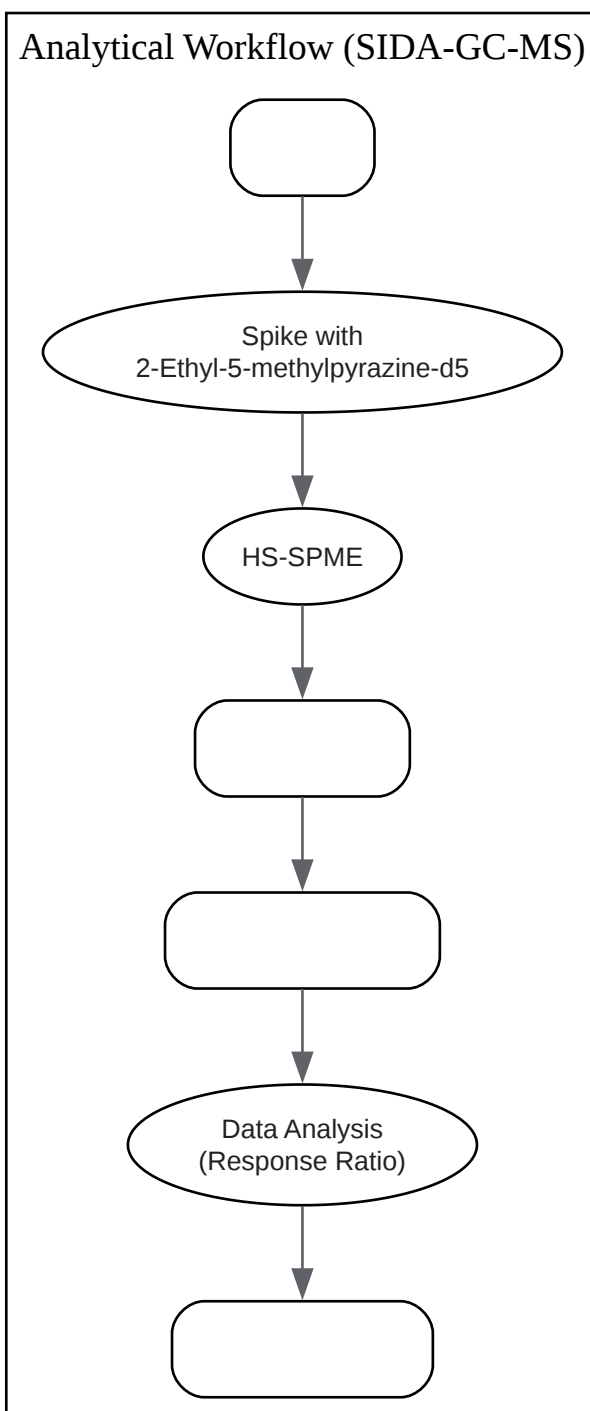 Analytical Workflow (SIDA-GC-MS)
Spike with
2-Ethyl-5-methylpyrazine-d5
HS-SPME
Data Analysis
(Response Ratio)